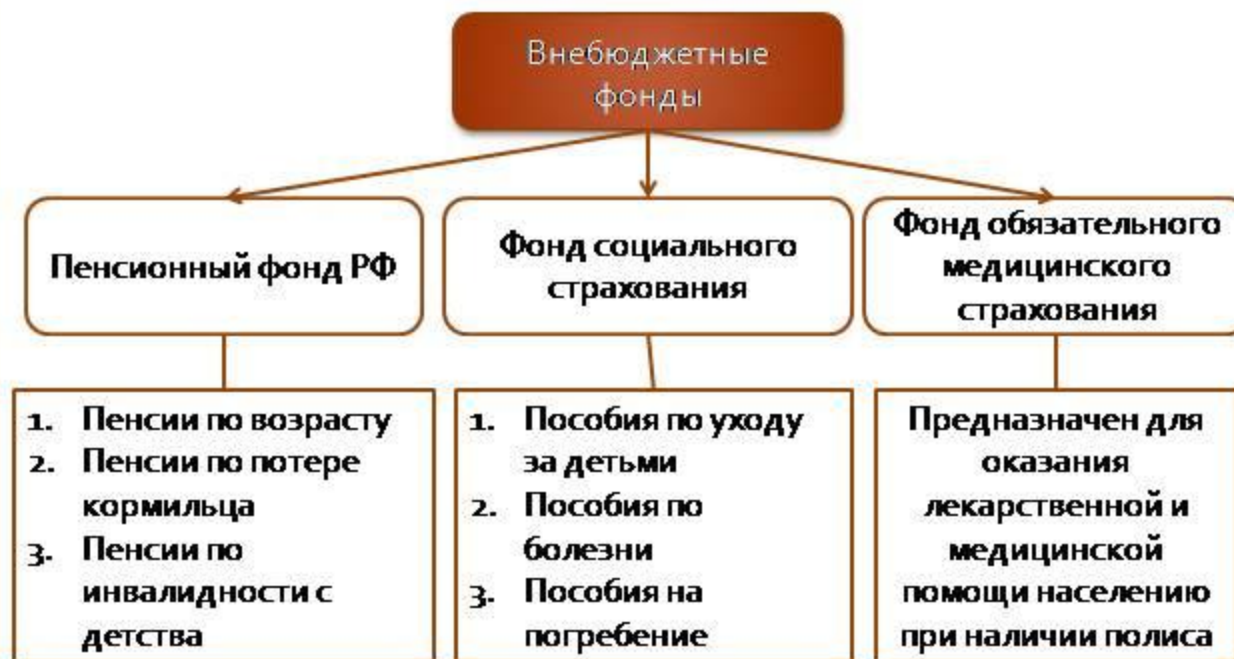 Внебюджетные
фонды
Пенсионный фонд РФ
Фонд социального
страхования
Фонд обязательного
медицинского
страхования
1. Пенсии по возрасту
2. Пенсии по потере
кормильца
3. Пенсии по
инвалидности с
детства
1. Пособия по уходу
за детьми
2. Пособия по
болезни
3. Пособия на
погребение
Предназначен для
оказания
лекарственной и
медицинской
помощи населению
при наличии полиса